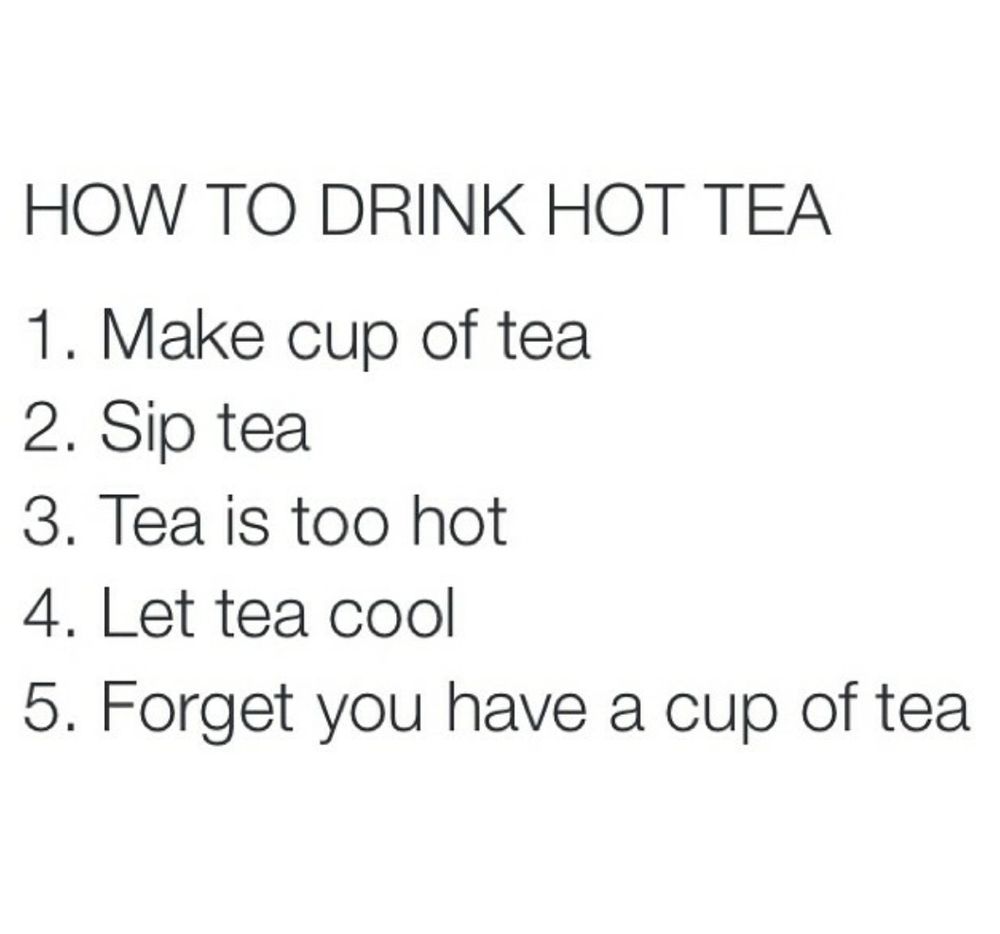 HOW TO DRINK HOT TEA
1. Make cup of tea
2. Sip tea
3. Tea is too hot
4. Let tea cool
5. Forget you have a cup of tea